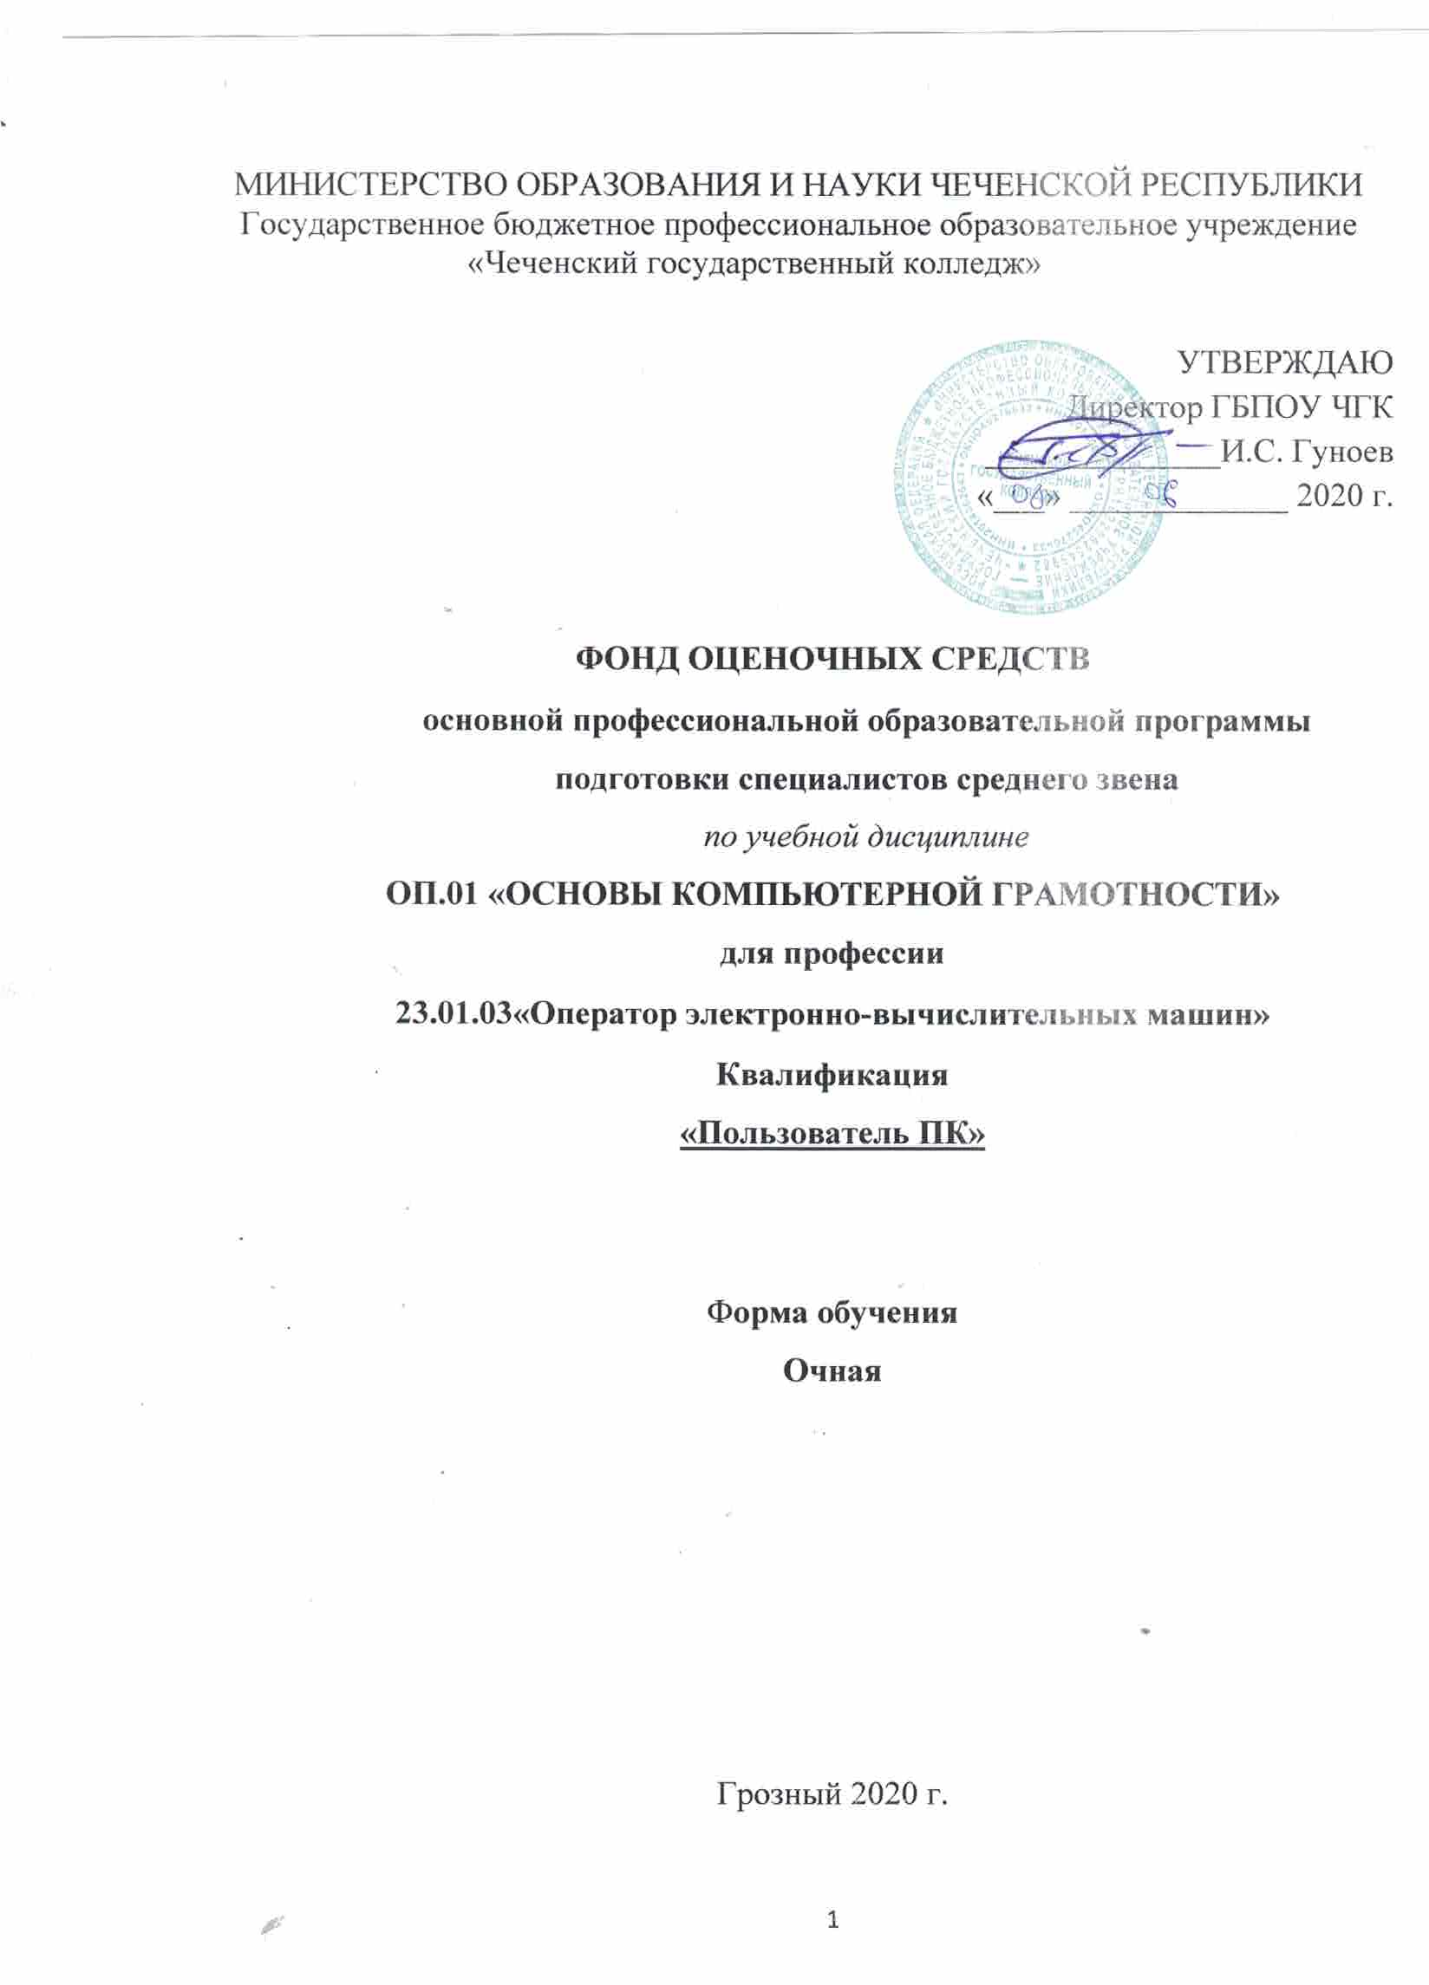 МИНИСТЕРСТВО ОБРАЗОВАНИЯ И НАУКИ ЧЕЧЕНСКОЙ РЕСПУБЛИКИ
Государственное бюджетное профессиональное образовательное учреждение
«Чеченский государственный колледж»
УТВЕРЖДАЮ
Директор ГБПОУ ЧГК
И.С. Гуноев
«06» 06 2020 г.
ФОНД ОЦЕНОЧНЫХ СРЕДСТВ
основной профессиональной образовательной программы
подготовки специалистов среднего звена
по учебной дисциплине
ОП.01 «ОСНОВЫ КОМПЬЮТЕРНОЙ ГРАМОТНОСТИ»
для профессии
23.01.03«Оператор электронно-вычислительных машин»
Квалификация
«Пользователь ПК»
Форма обучения
Очная
Грозный 2020 г.
1